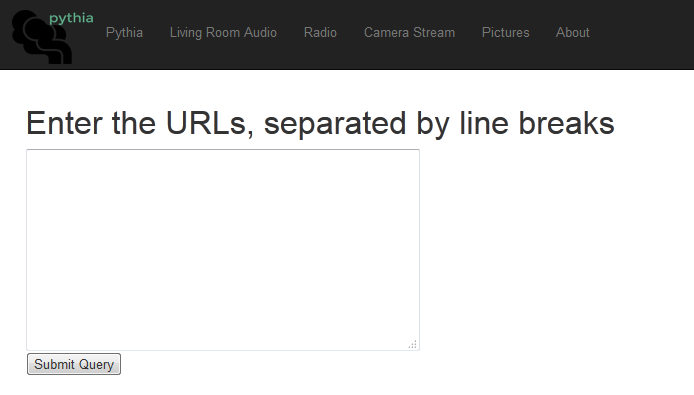 pythia
Pythia Living Room Audio Radio Camera Stream Pictures About
Enter the URLs, separated by line breaks
Submit Query